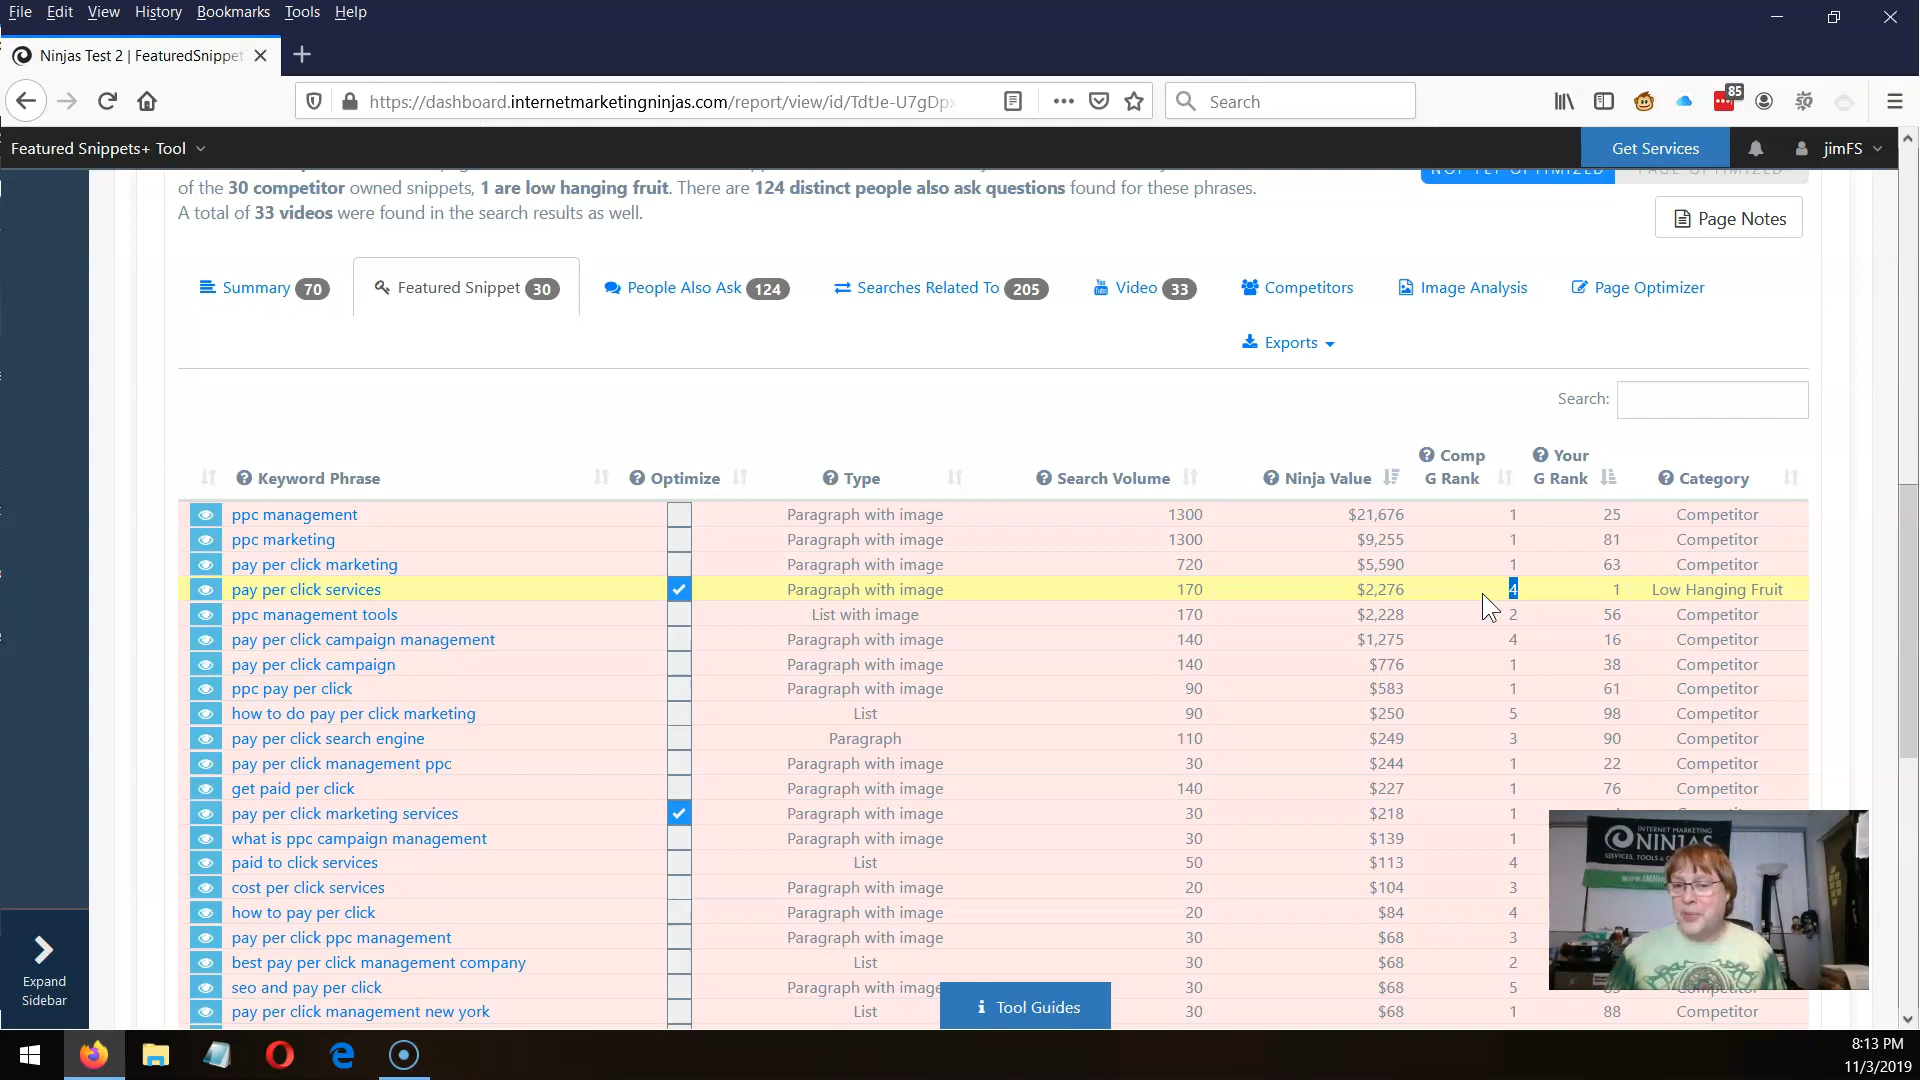 File Edit View History Bookmarks Tools Help
Ninjas Test 2 | FeaturedSnippet
https://dashboard.internetmarketingninjas.com/report/view/id/TdtJe-U7gDpx
Search
85
Featured Snippets+ Tool
Get Services
jimFS
of the 30 competitor owned snippets, 1 are low hanging fruit. There are 124 distinct people also ask questions found for these phrases.
A total of 33 videos were found in the search results as well.
NOT YET OPTIMIZED PAGE OPTIMIZED
Page Notes
Summary 70 Featured Snippet 30 People Also Ask 124 Searches Related To 205 Video 33 Competitors Image Analysis Page Optimizer
Exports
Search:
Keyword Phrase Optimize Type Search Volume Ninja Value Comp G Rank Your G Rank Category
ppc management Paragraph with image 1300 $21,676 1 25 Competitor
ppc marketing Paragraph with image 1300 $9,255 1 81 Competitor
pay per click marketing Paragraph with image 720 $5,590 1 63 Competitor
pay per click services Paragraph with image 170 $2,276 4 1 Low Hanging Fruit
ppc management tools List with image 170 $2,228 2 56 Competitor
pay per click campaign management Paragraph with image 140 $1,275 4 16 Competitor
pay per click campaign Paragraph with image 140 $776 1 38 Competitor
ppc pay per click Paragraph with image 90 $583 1 61 Competitor
how to do pay per click marketing List 90 $250 5 98 Competitor
pay per click search engine Paragraph 110 $249 3 90 Competitor
pay per click management ppc Paragraph with image 30 $244 1 22 Competitor
get paid per click Paragraph with image 140 $227 1 76 Competitor
pay per click marketing services Paragraph with image 30 $218 1
what is ppc campaign management Paragraph with image 30 $139 1
paid to click services List 50 $113 4
cost per click services Paragraph with image 20 $104 3
how to pay per click Paragraph with image 20 $84 4
pay per click ppc management Paragraph with image 30 $68 3
best pay per click management company List 30 $68 2
seo and pay per click Paragraph with image 30 $68 5
pay per click management new york List 30 $68 1 88 Competitor
INTERNET MARKETING
NINJAS
Expand
Sidebar
Tool Guides
8:13 PM
11/3/2019